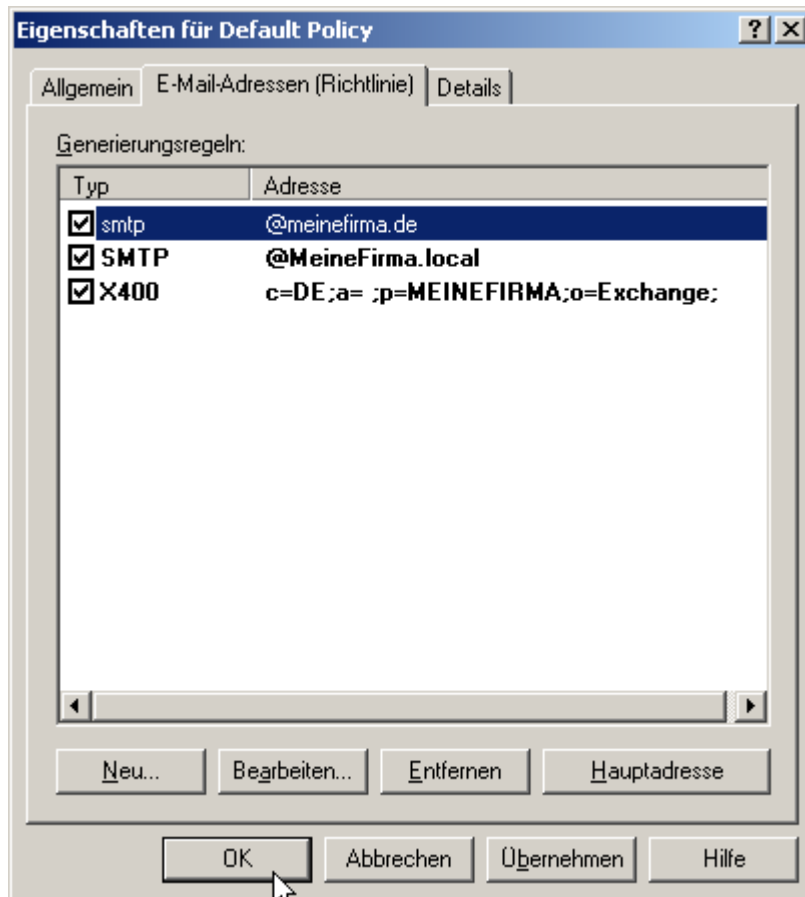 Eigenschaften für Default Policy
Allgemein E-Mail-Adressen (Richtlinie) Details
Generierungsregeln:
Typ Adresse
smtp @meinefirma.de
SMTP @MeineFirma.local
X400 c=DE;a= ;p=MEINEFIRMA;o=Exchange;
Neu... Bearbeiten... Entfernen Hauptadresse
OK Abbrechen Übernehmen Hilfe